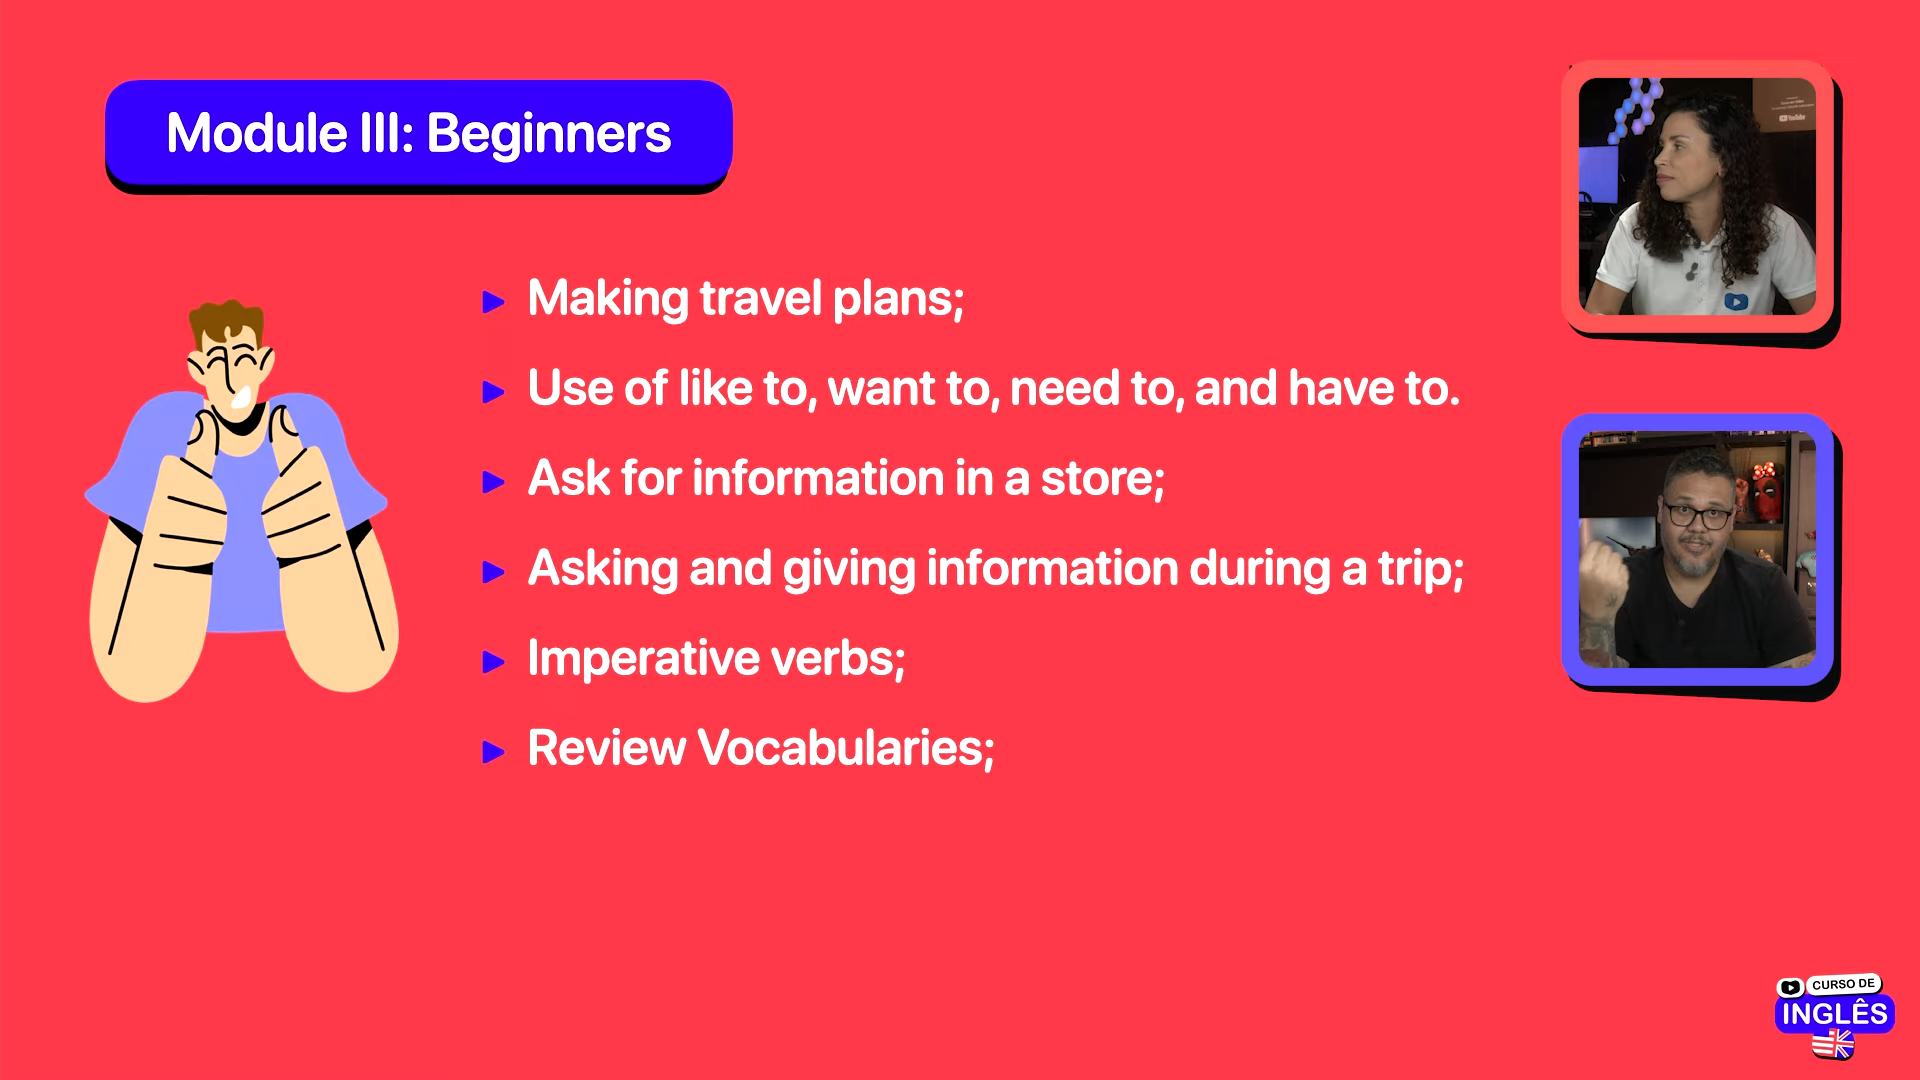 Module III: Beginners
Making travel plans;
Use of like to, want to, need to, and have to.
Ask for information in a store;
Asking and giving information during a trip;
Imperative verbs;
Review Vocabularies;
YouTube
CURSO DE
INGLÊS